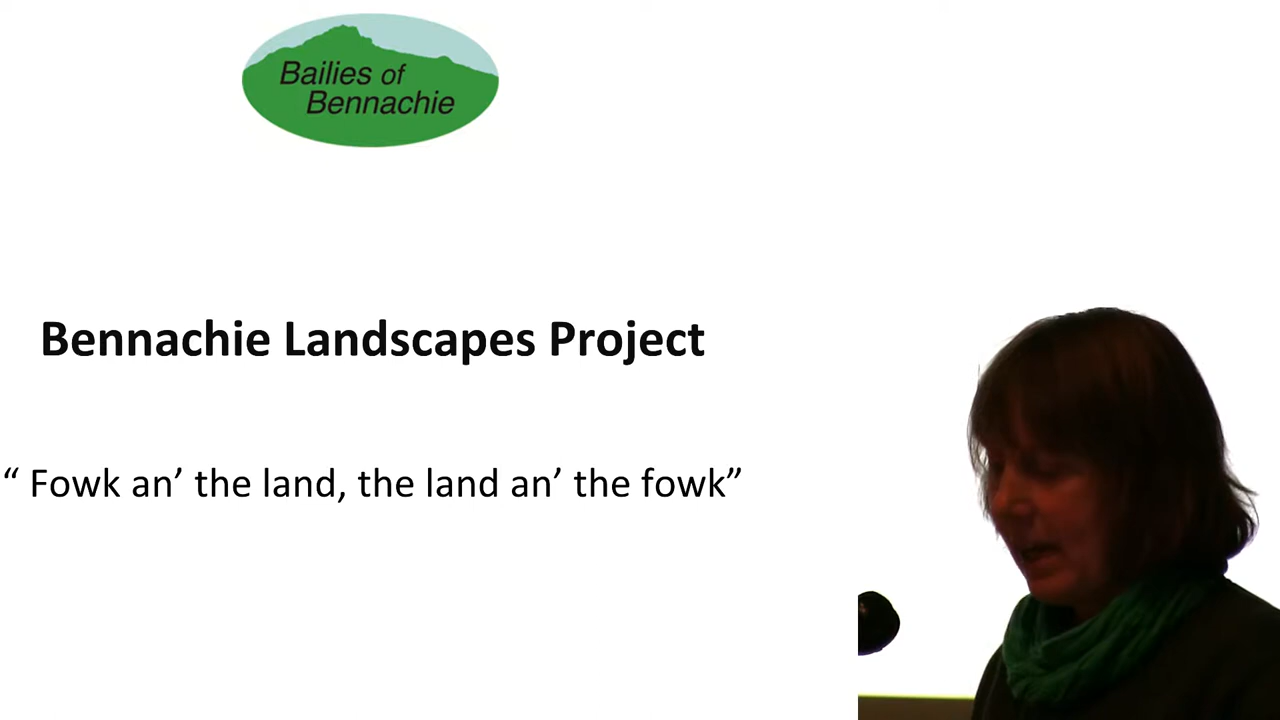 Bailies of
Bennachie
Bennachie Landscapes Project
“ Fowk an’ the land, the land an’ the fowk”